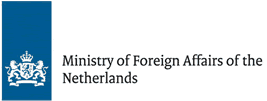 Ministry of Foreign Affairs of the
Netherlands